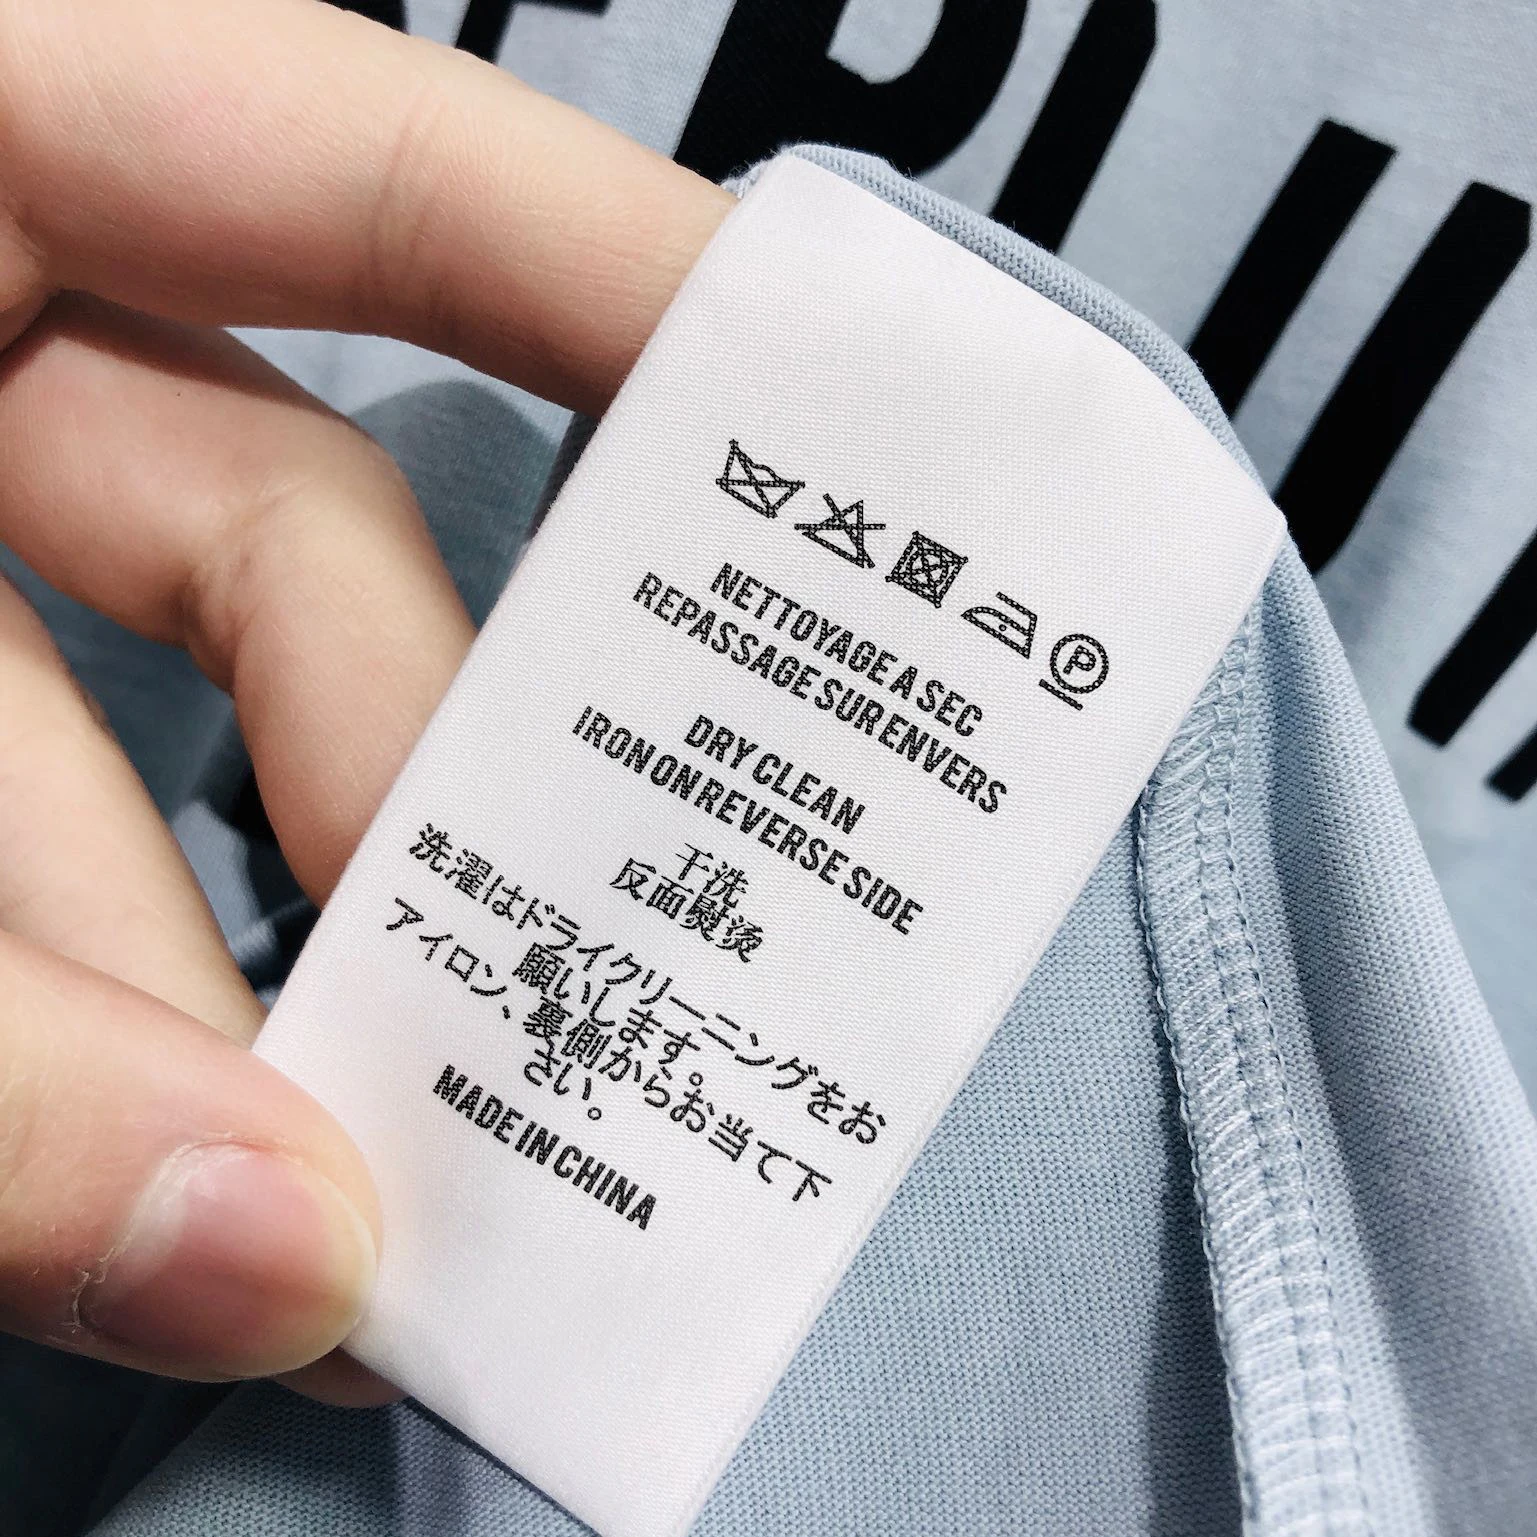 P
NETTOYAGE A SEC
REPASSAGE SUR ENVERS
DRY CLEAN
IRON ON REVERSE SIDE
干洗
反面熨烫
洗濯はドライクリーニングをお
願いします。
アイロン、裏側からお当て下
さい。
MADE IN CHINA